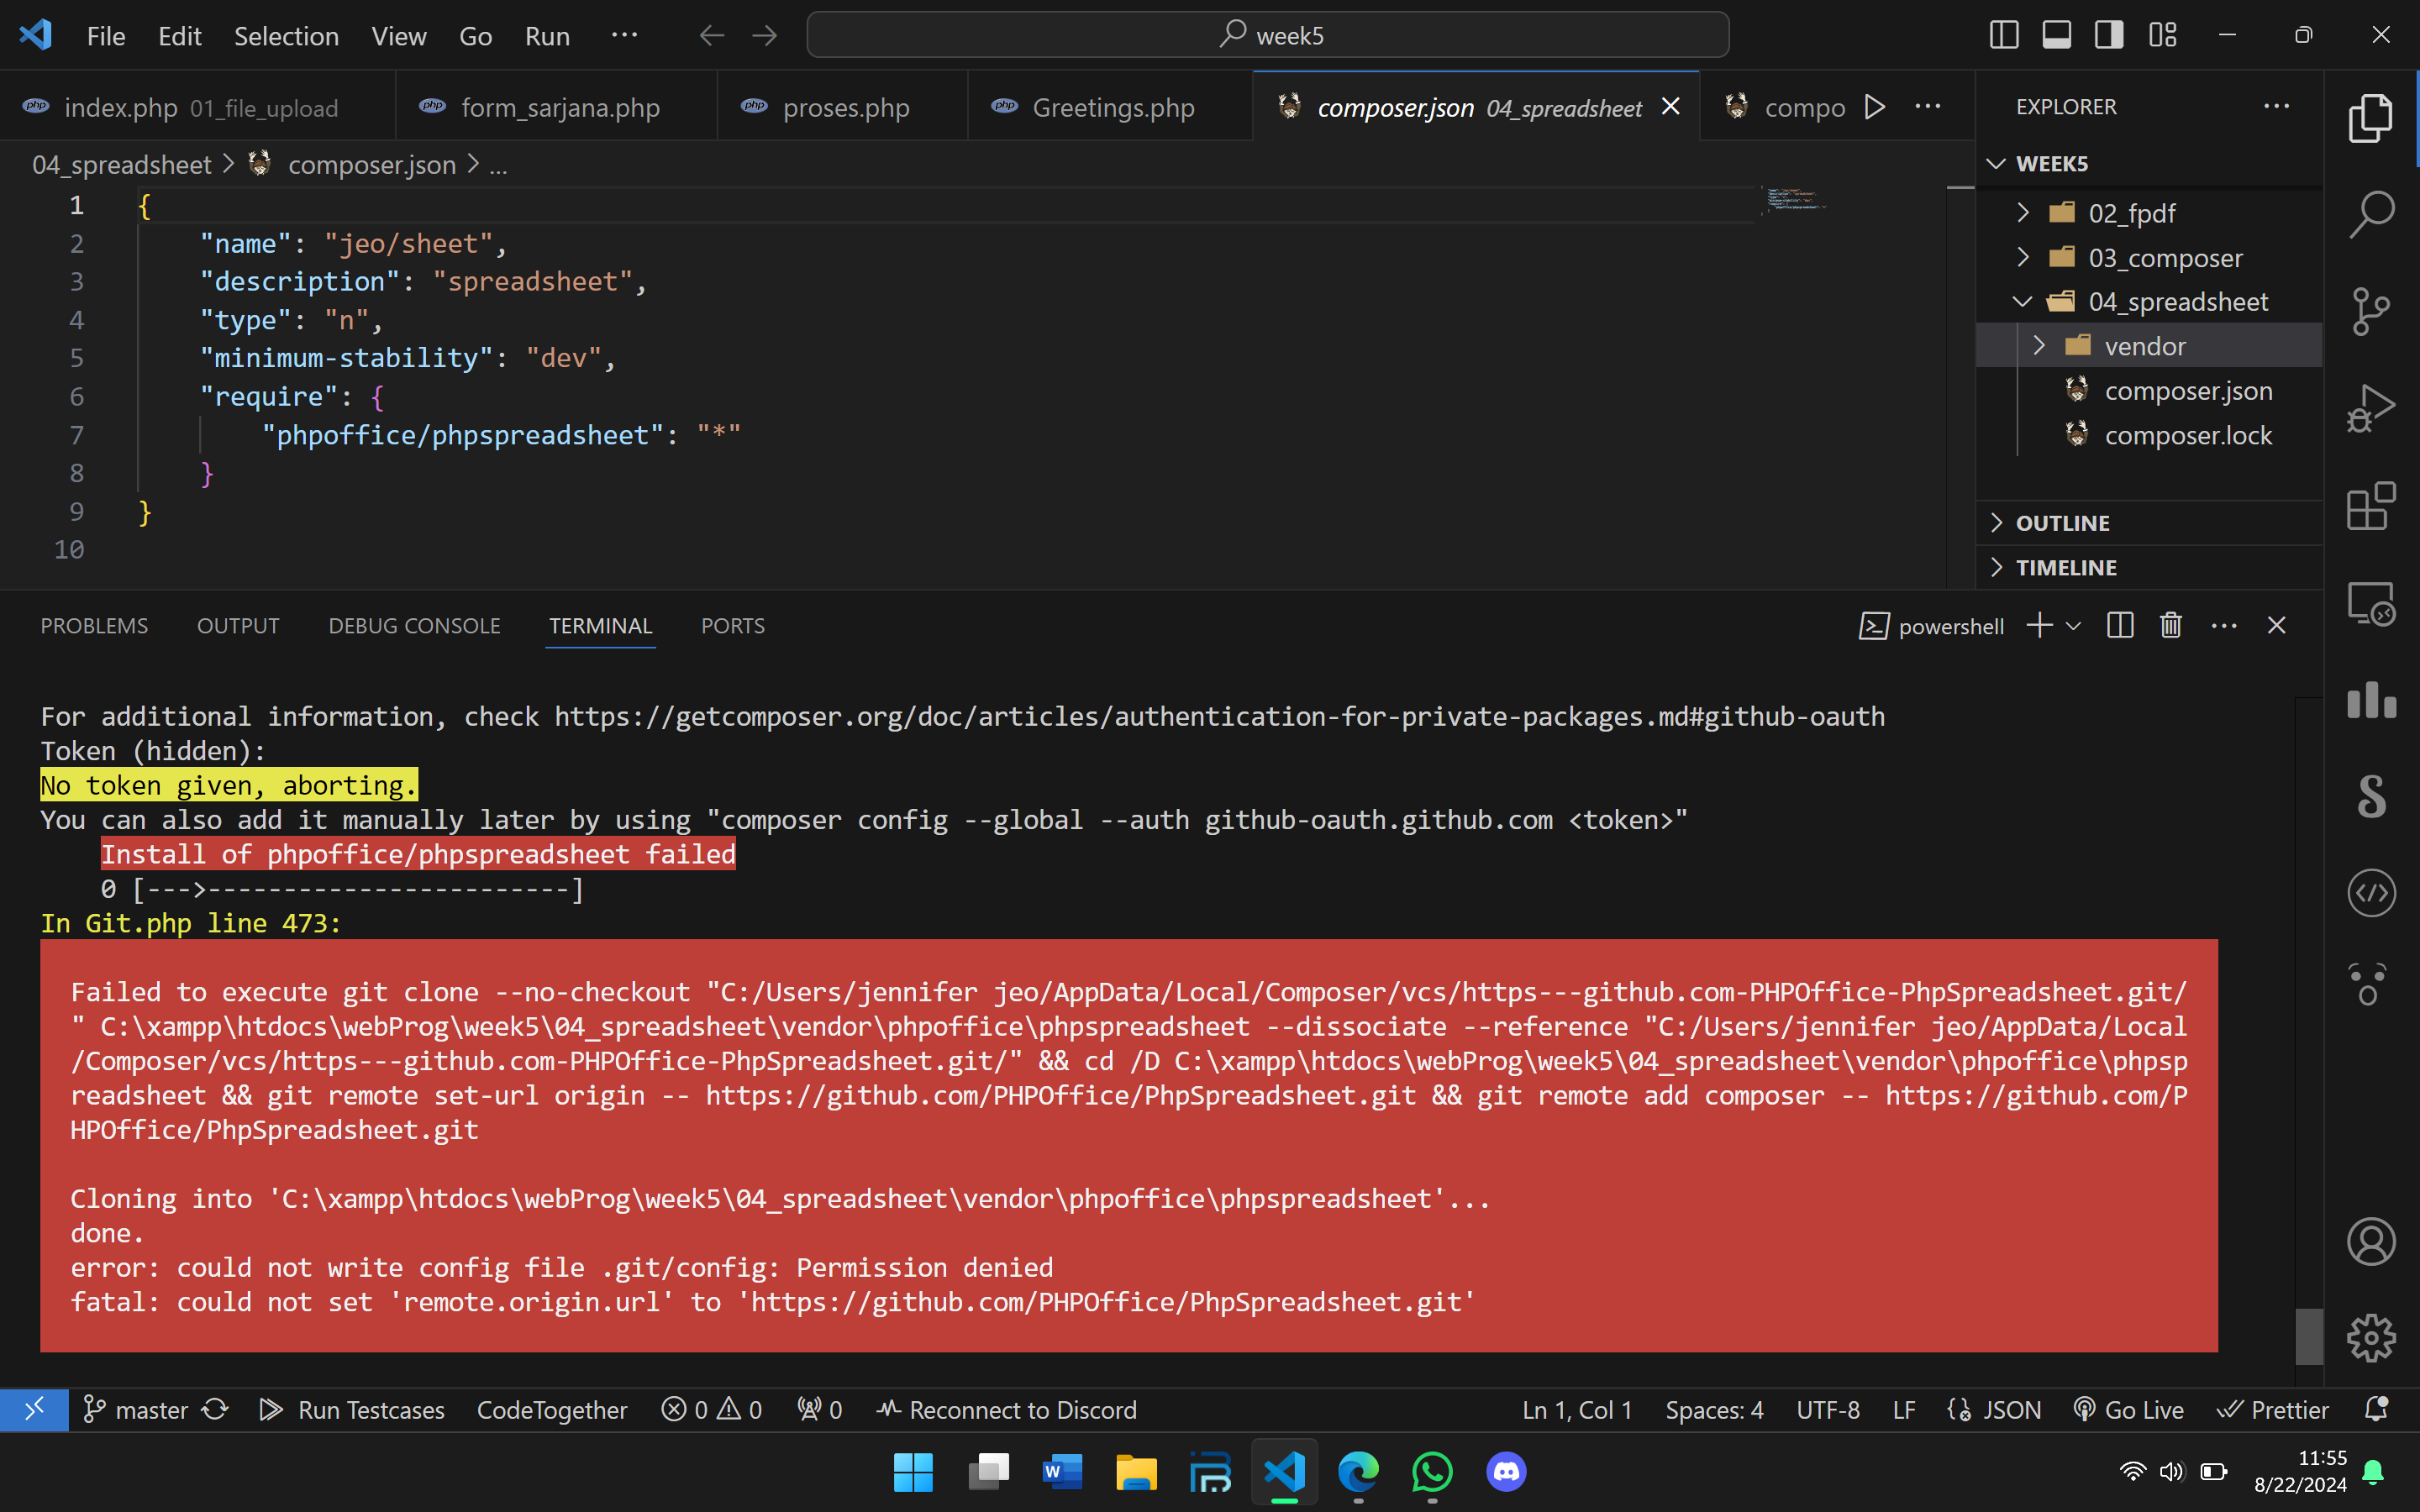 File Edit Selection View Go Run ··· week5
index.php 01_file_upload form_sarjana.php proses.php Greetings.php composer.json 04_spreadsheet compo ···
04_spreadsheet > composer.json > ...
1 {
2 "name": "jeo/sheet",
3 "description": "spreadsheet",
4 "type": "n",
5 "minimum-stability": "dev",
6 "require": {
7 "phpoffice/phpspreadsheet": "*"
8 }
9 }
10
EXPLORER ···
WEEK5
02_fpdf
03_composer
04_spreadsheet
vendor
composer.json
composer.lock
OUTLINE
TIMELINE
PROBLEMS OUTPUT DEBUG CONSOLE TERMINAL PORTS powershell
For additional information, check https://getcomposer.org/doc/articles/authentication-for-private-packages.md#github-oauth
Token (hidden):
No token given, aborting.
You can also add it manually later by using "composer config --global --auth github-oauth.github.com <token>"
Install of phpoffice/phpspreadsheet failed
0 [--->------------------------]
In Git.php line 473:
Failed to execute git clone --no-checkout "C:/Users/jennifer jeo/AppData/Local/Composer/vcs/https---github.com-PHPOffice-PhpSpreadsheet.git/
" C:\xampp\htdocs\webProg\week5\04_spreadsheet\vendor\phpoffice\phpspreadsheet --dissociate --reference "C:/Users/jennifer jeo/AppData/Local
/Composer/vcs/https---github.com-PHPOffice-PhpSpreadsheet.git/" && cd /D C:\xampp\htdocs\webProg\week5\04_spreadsheet\vendor\phpoffice\phpsp
readsheet && git remote set-url origin -- https://github.com/PHPOffice/PhpSpreadsheet.git && git remote add composer -- https://github.com/P
HPOffice/PhpSpreadsheet.git
Cloning into 'C:\xampp\htdocs\webProg\week5\04_spreadsheet\vendor\phpoffice\phpspreadsheet'...
done.
error: could not write config file .git/config: Permission denied
fatal: could not set 'remote.origin.url' to 'https://github.com/PHPOffice/PhpSpreadsheet.git'
master Run Testcases CodeTogether 0 0 0 Reconnect to Discord Ln 1, Col 1 Spaces: 4 UTF-8 LF JSON Go Live Prettier
11:55
8/22/2024